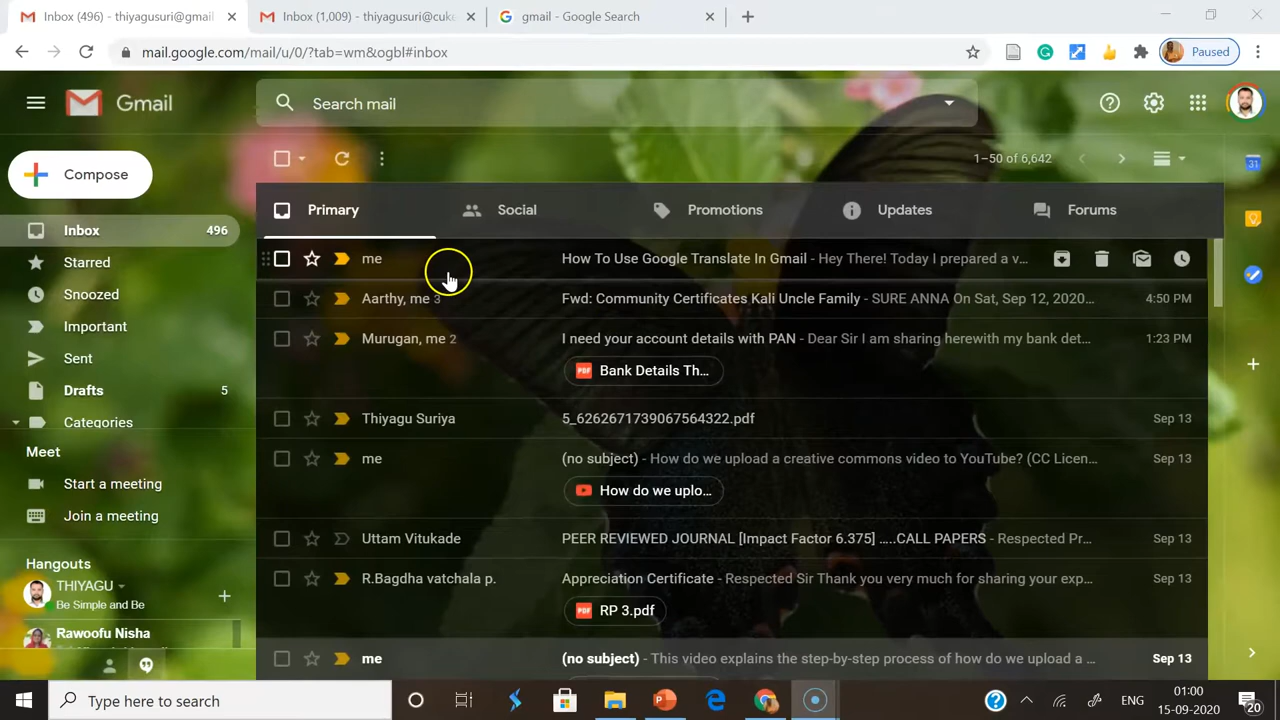 Inbox (496) - thiyagusuri@gmail
Inbox (1,009) - thiyagusuri@cuke
gmail - Google Search
mail.google.com/mail/u/0/?tab=wm&ogbl#inbox
Paused
Gmail
Search mail
Compose
1–50 of 6,642
Primary
Social
Promotions
Updates
Forums
Inbox 496
Starred
Snoozed
Important
Sent
Drafts 5
Categories
Meet
Start a meeting
Join a meeting
Hangouts
THIYAGU
Be Simple and Be
Rawoofu Nisha
me How To Use Google Translate In Gmail - Hey There! Today I prepared a v...
Aarthy, me 3 Fwd: Community Certificates Kali Uncle Family - SURE ANNA On Sat, Sep 12, 2020... 4:50 PM
Murugan, me 2 I need your account details with PAN - Dear Sir I am sharing herewith my bank det... 1:23 PM
PDF Bank Details Th...
Thiyagu Suriya 5_6262671739067564322.pdf Sep 13
me (no subject) - How do we upload a creative commons video to YouTube? (CC Licen... Sep 13
How do we uplo...
Uttam Vitukade PEER REVIEWED JOURNAL [Impact Factor 6.375] .....CALL PAPERS - Respected Pr... Sep 13
R.Bagdha vatchala p. Appreciation Certificate - Respected Sir Thank you very much for sharing your exp... Sep 13
PDF RP 3.pdf
me (no subject) - This video explains the step-by-step process of how do we upload a ... Sep 13
31
Type here to search
ENG
01:00
15-09-2020
20